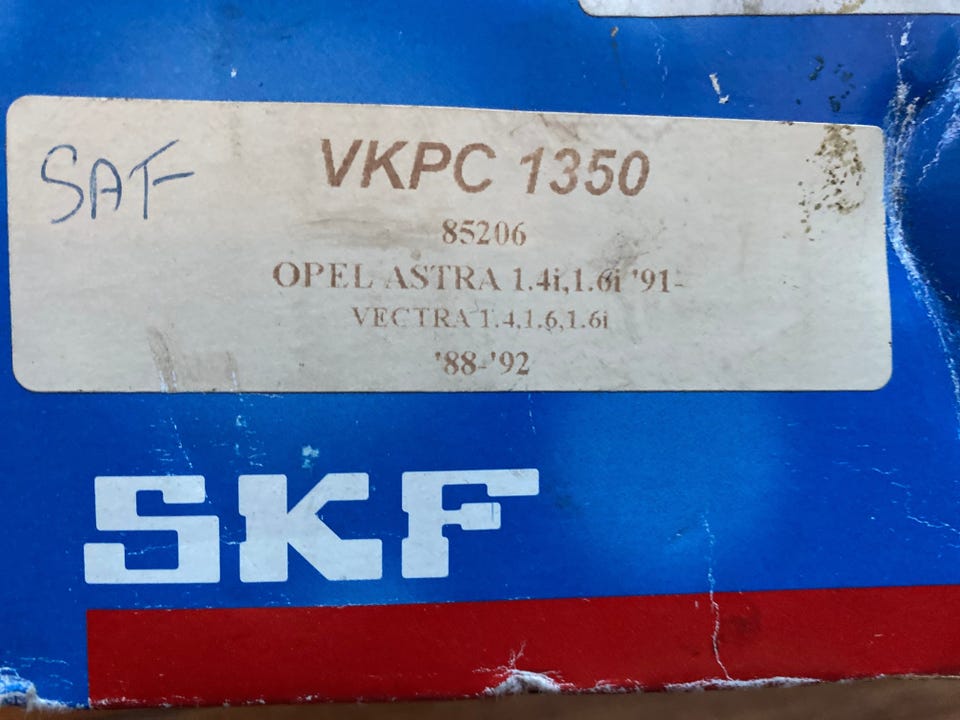 SAT
VKPC 1350
85206
OPEL ASTRA 1.4i,1.6i '91-
VECTRA 1.4,1.6,1.6i
'88-'92
SKF